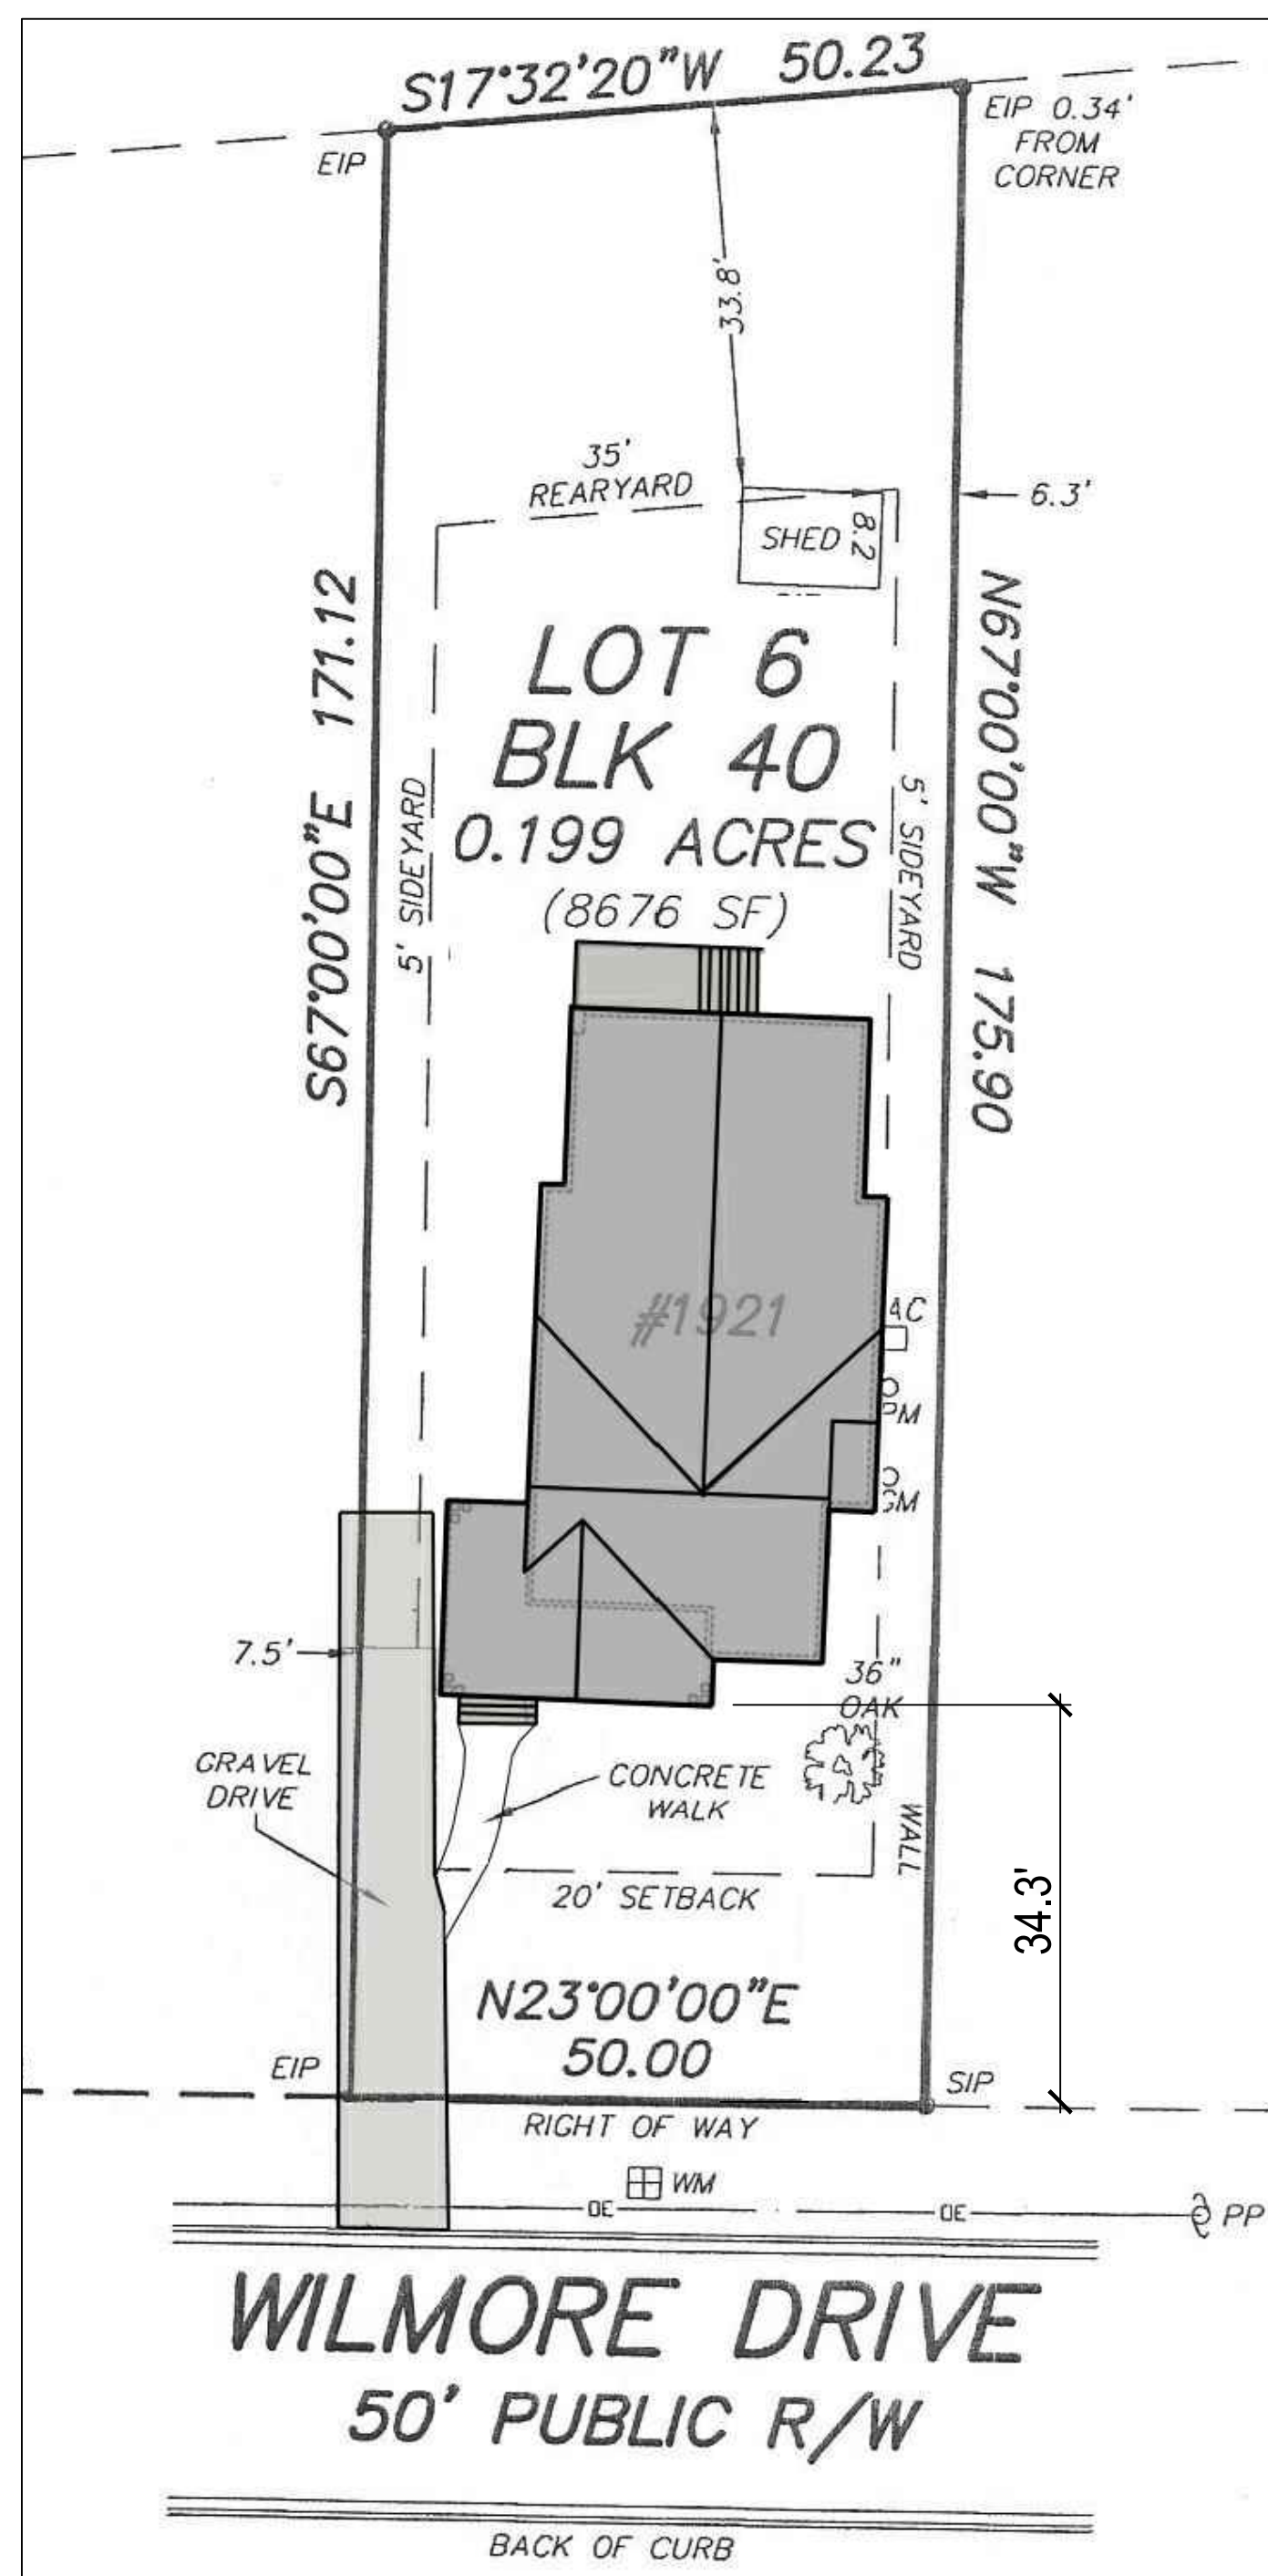 S17°32'20"W 50.23
EIP
EIP 0.34'
FROM
CORNER
33.8'
35'
REARYARD
6.3'
SHED
8.2
S67°00'00"E 171.12
N67°00'00"W 175.90
LOT 6
BLK 40
0.199 ACRES
(8676 SF)
5' SIDEYARD
5' SIDEYARD
#1921
AC
PM
GM
7.5'
36"
OAK
GRAVEL
DRIVE
CONCRETE
WALK
WALL
20' SETBACK
34.3'
N23°00'00"E
50.00
EIP
SIP
RIGHT OF WAY
WM
OE
OE
PP
WILMORE DRIVE
50' PUBLIC R/W
BACK OF CURB